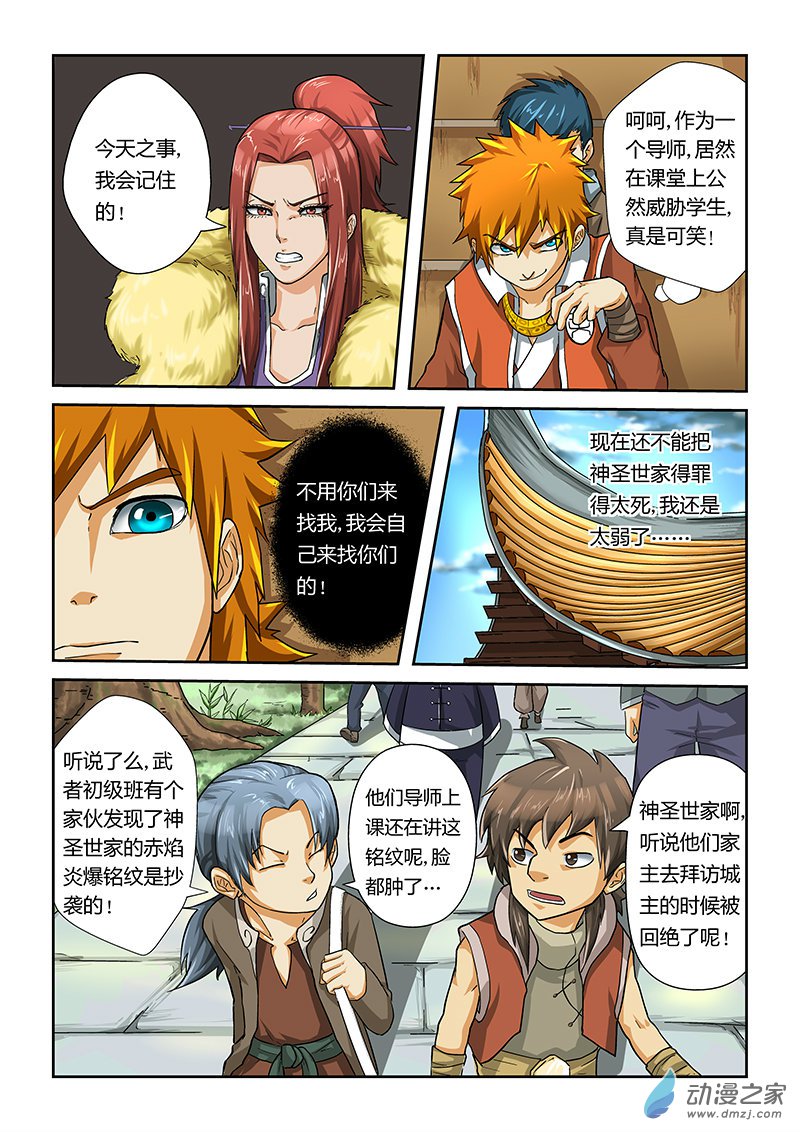 今天之事,
我会记住
的!
呵呵,作为一
个导师,居然
在课堂上公
然威胁学生,
真是可笑!
不用你们来
找我,我会自
己来找你们
的!
现在还不能把
神圣世家得罪
得太死,我还是
太弱了……
听说了么,武
者初级班有个
家伙发现了神
圣世家的赤焰
炎爆铭纹是抄
袭的!
他们导师上
课还在讲这
铭纹呢,脸
都肿了…
神圣世家啊,
听说他们家
主去拜访城
主的时候被
回绝了呢!
动漫之家
www.dmzj.com